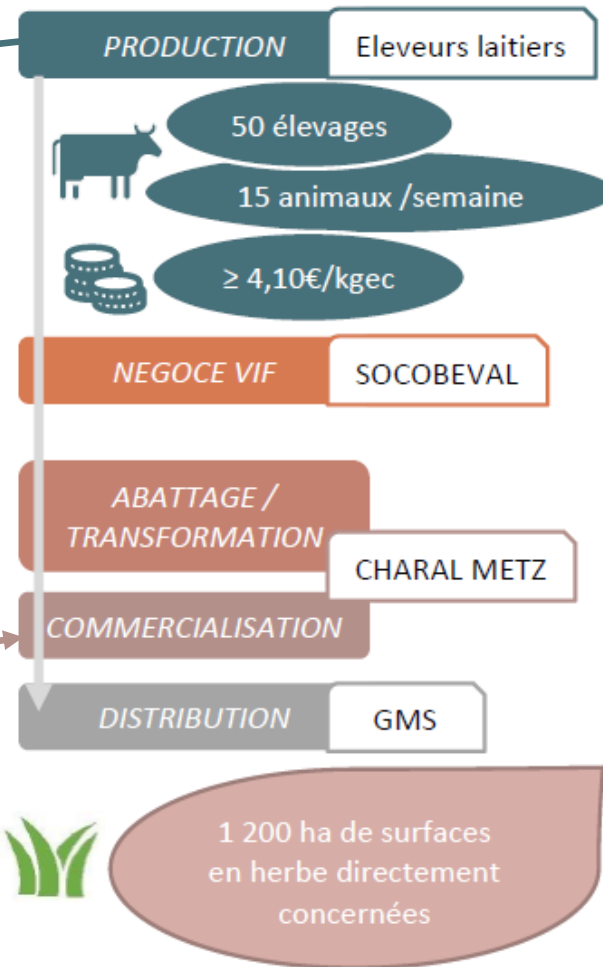 PRODUCTION
Eleveurs laitiers
50 élevages
15 animaux /semaine
≥ 4,10€/kgec
NEGOCE VIF
SOCOBEVAL
ABATTAGE /
TRANSFORMATION
CHARAL METZ
COMMERCIALISATION
DISTRIBUTION
GMS
1 200 ha de surfaces
en herbe directement
concernées